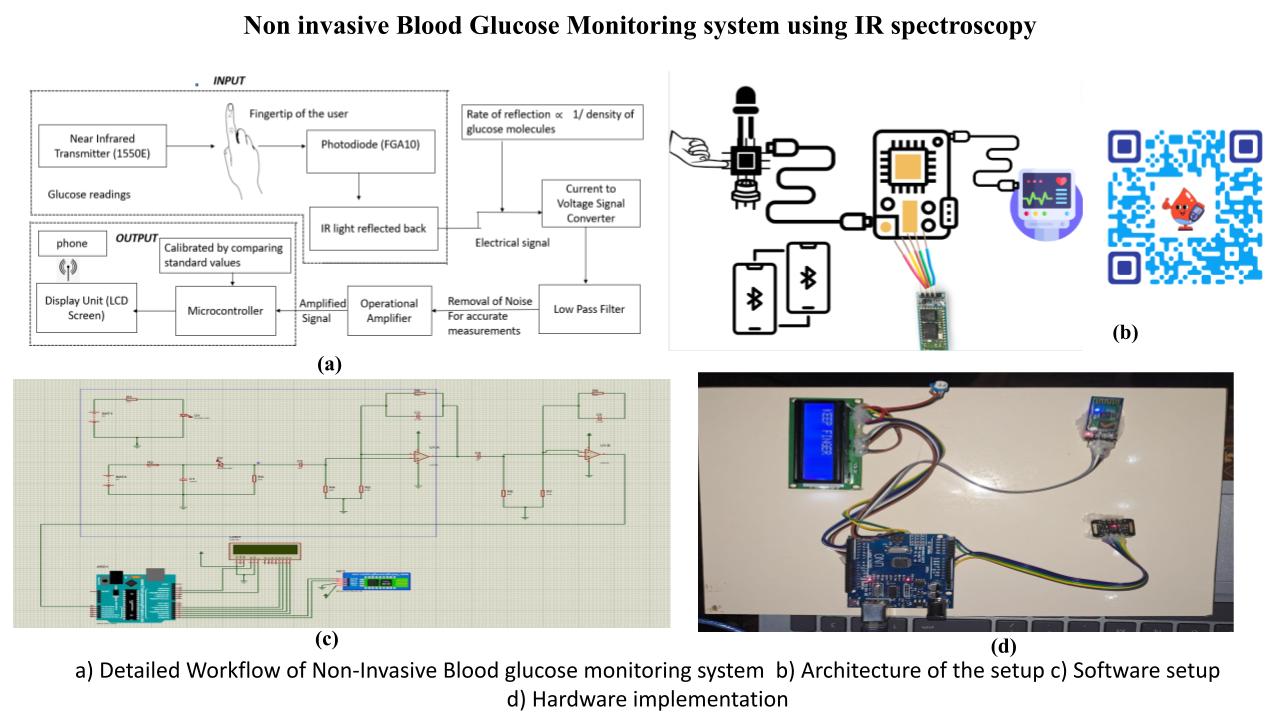 Non invasive Blood Glucose Monitoring system using IR spectroscopy
INPUT
Near Infrared
Transmitter (1550E)
Fingertip of the user
Photodiode (FGA10)
Rate of reflection ∝ 1/ density of
glucose molecules
Glucose readings
IR light reflected back
Electrical signal
Current to
Voltage Signal
Converter
OUTPUT
phone
Calibrated by comparing
standard values
Display Unit (LCD
Screen)
Microcontroller
Amplified
Signal
Operational
Amplifier
Removal of Noise
For accurate
measurements
Low Pass Filter
(a)
(b)
KEEP FINGER
UNO
(c)
(d)
a) Detailed Workflow of Non-Invasive Blood glucose monitoring system b) Architecture of the setup c) Software setup
d) Hardware implementation